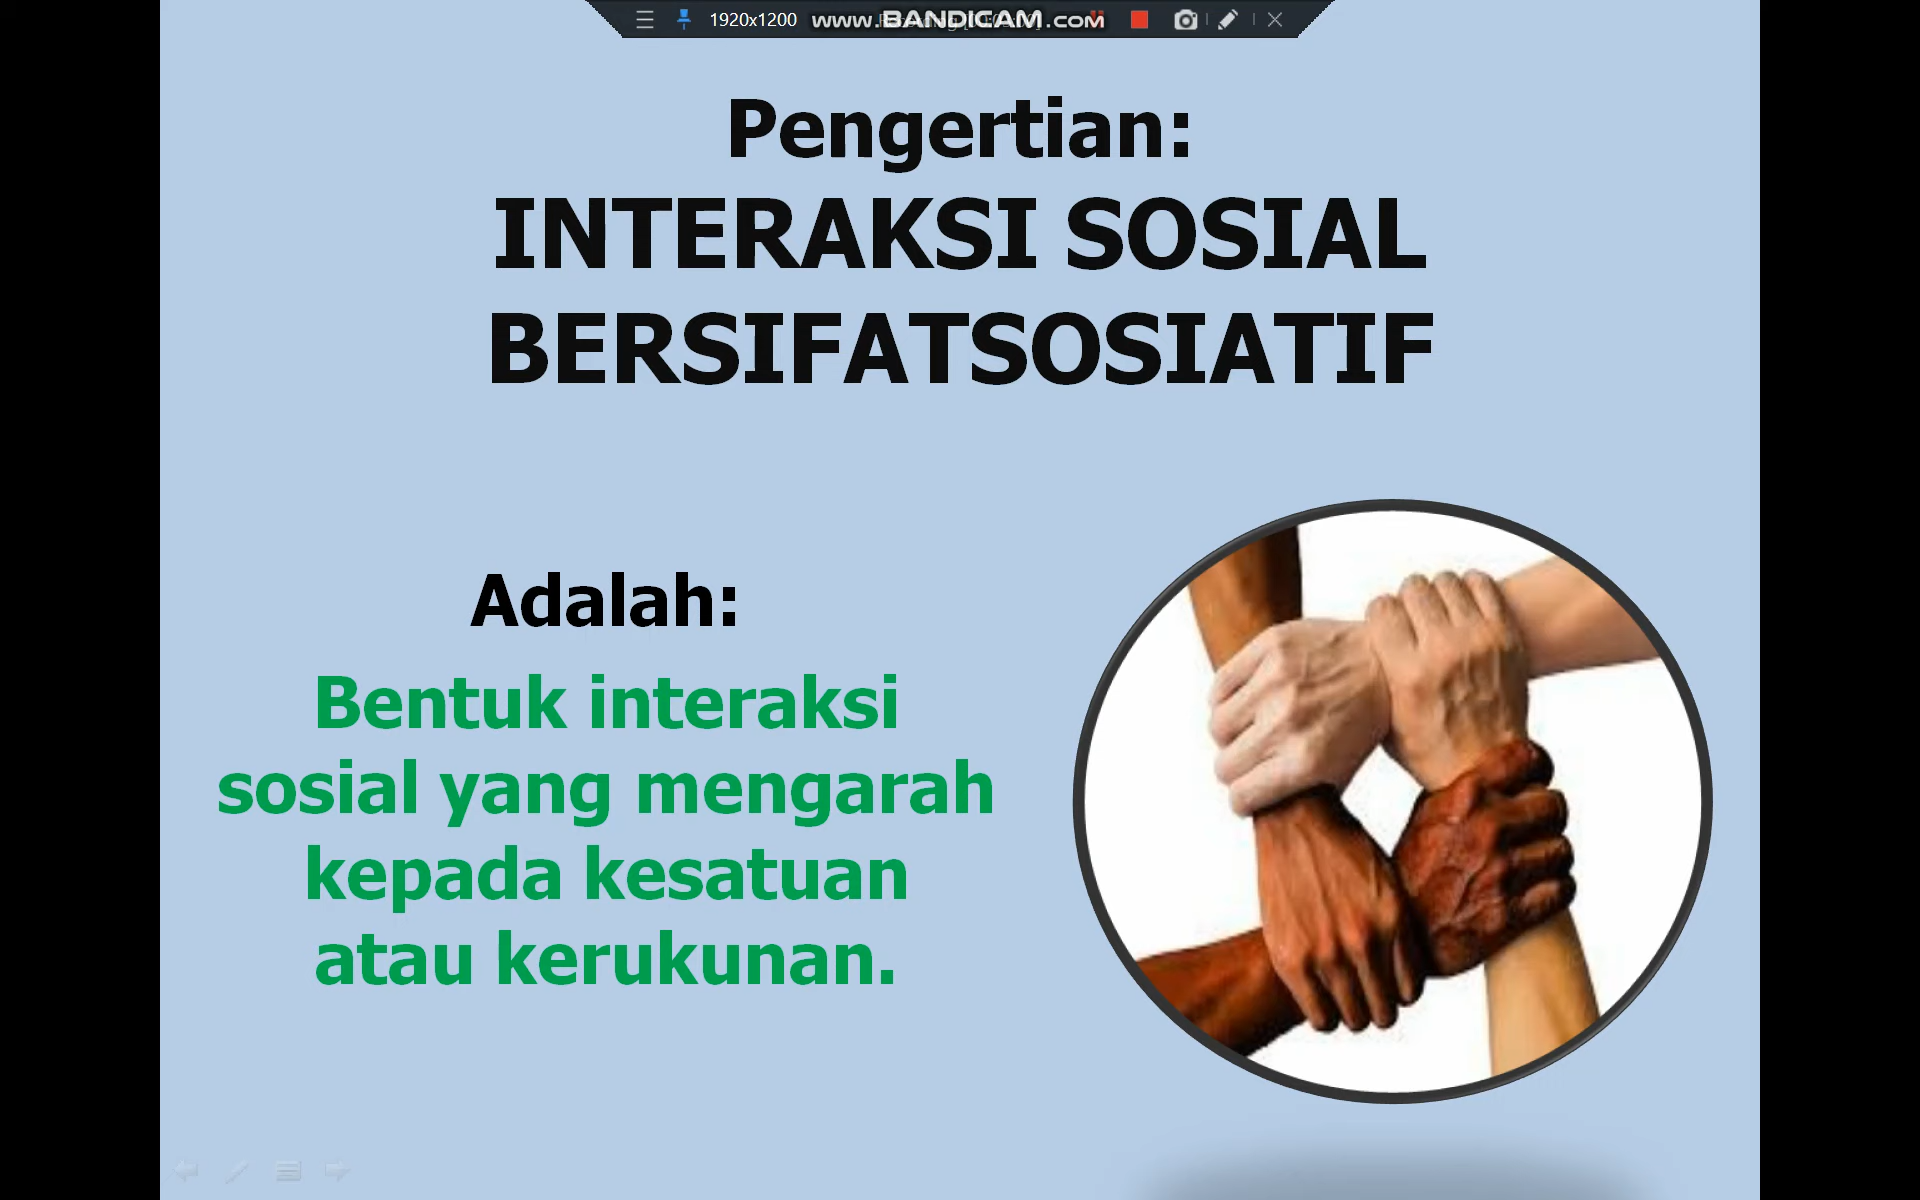 1920x1200 www.BANDICAM.com
Pengertian:
INTERAKSI SOSIAL
BERSIFATSOSIATIF
Adalah:
Bentuk interaksi
sosial yang mengarah
kepada kesatuan
atau kerukunan.